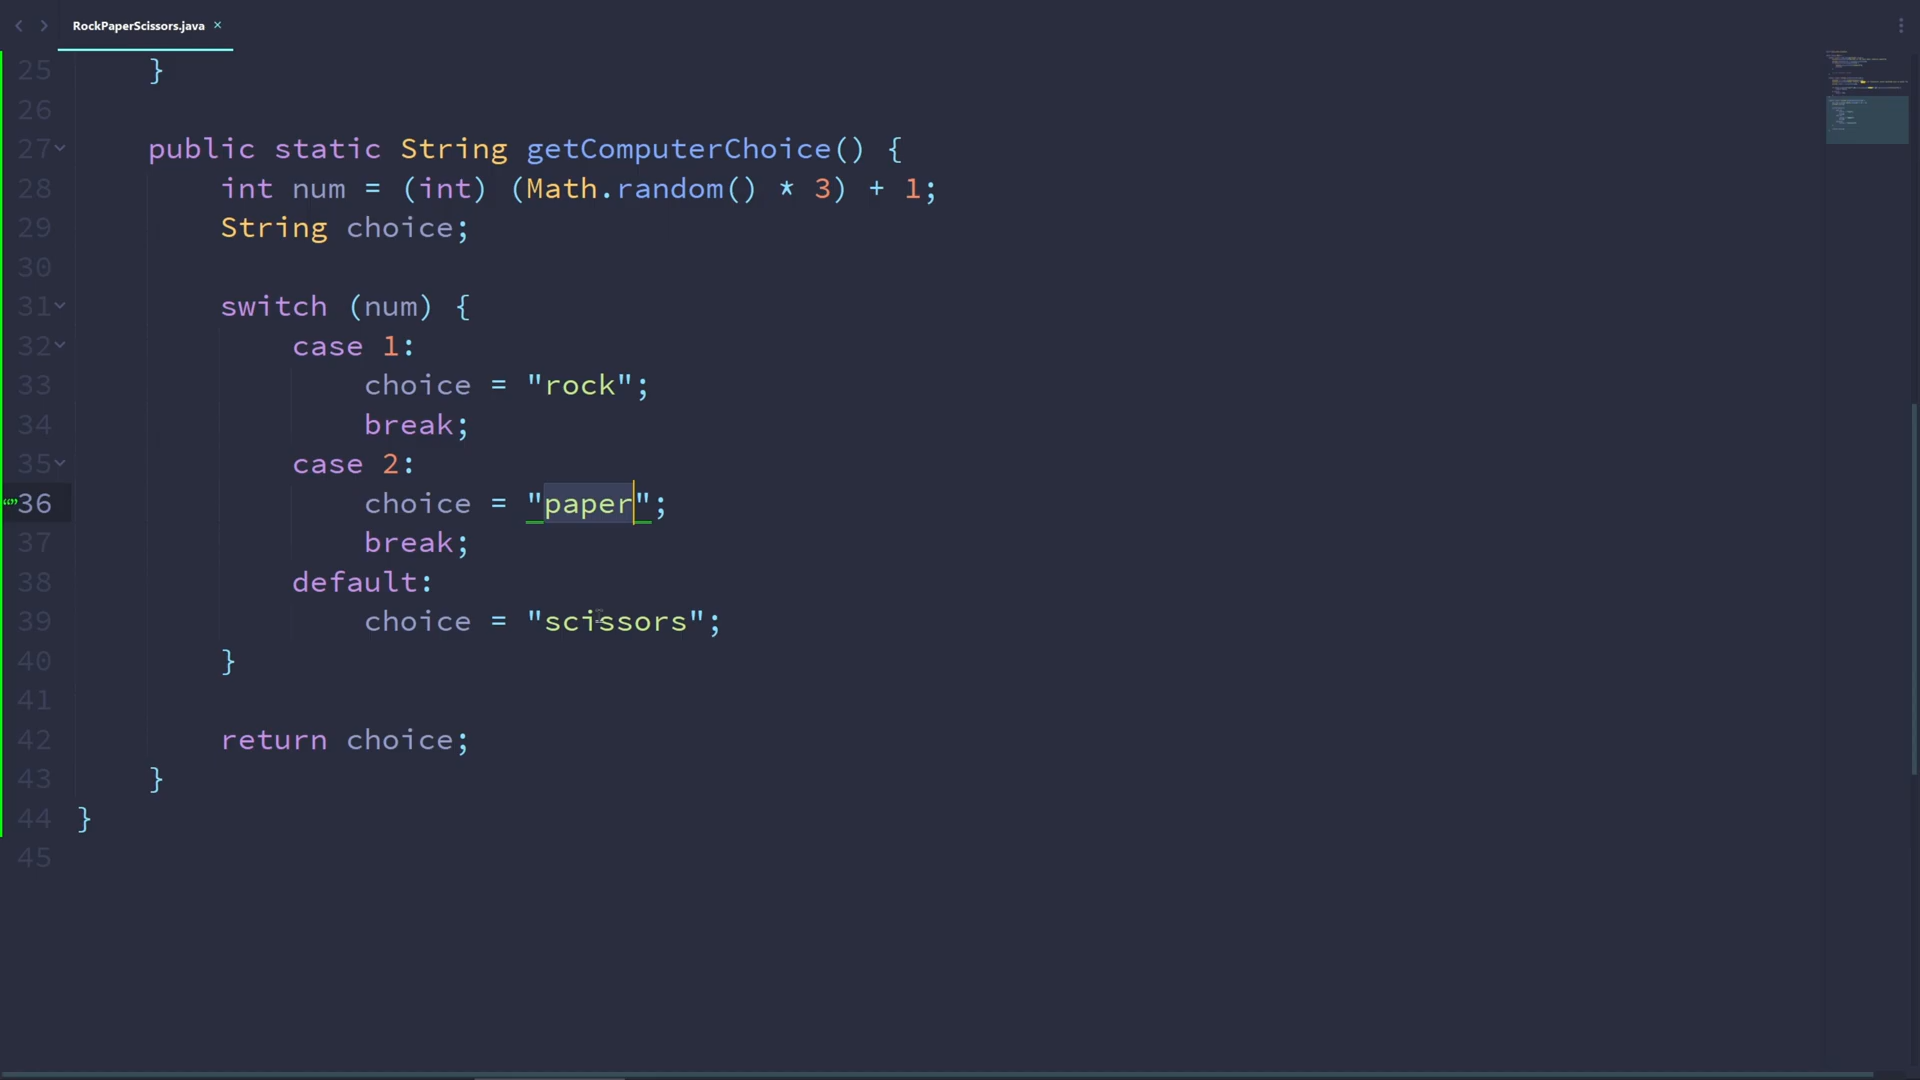 RockPaperScissors.java ×
25 }
26
27 public static String getComputerChoice() {
28 int num = (int) (Math.random() * 3) + 1;
29 String choice;
30
31 switch (num) {
32 case 1:
33 choice = "rock";
34 break;
35 case 2:
36 choice = "paper";
37 break;
38 default:
39 choice = "scissors";
40 }
41
42 return choice;
43 }
44 }
45